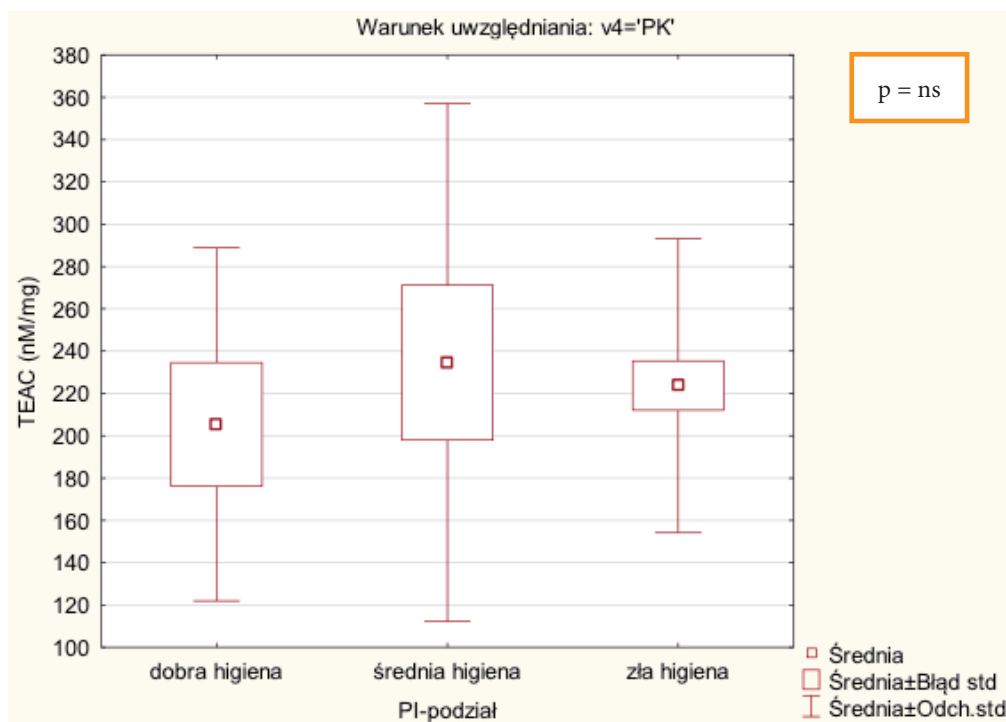 Warunek uwzględniania: v4='PK'
p = ns
TEAC (nM/mg)
380
360
340
320
300
280
260
240
220
200
180
160
140
120
100
dobra higiena
średnia higiena
zła higiena
PI-podział
Średnia
Średnia±Błąd std
Średnia±Odch.std